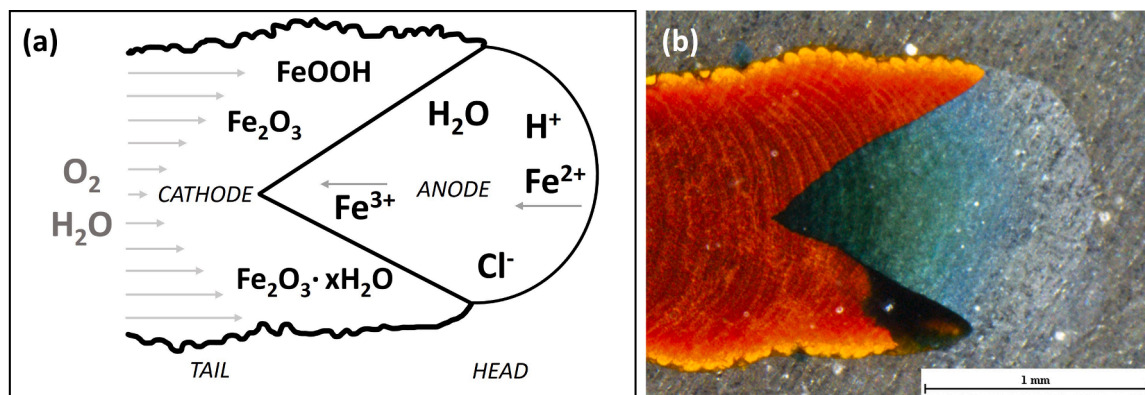 (a)
FeOOH
Fe₂O₃
H₂O
H⁺
O₂
CATHODE
ANODE
Fe³⁺
Fe²⁺
H₂O
Cl⁻
Fe₂O₃· xH₂O
TAIL
HEAD
(b)
1 mm